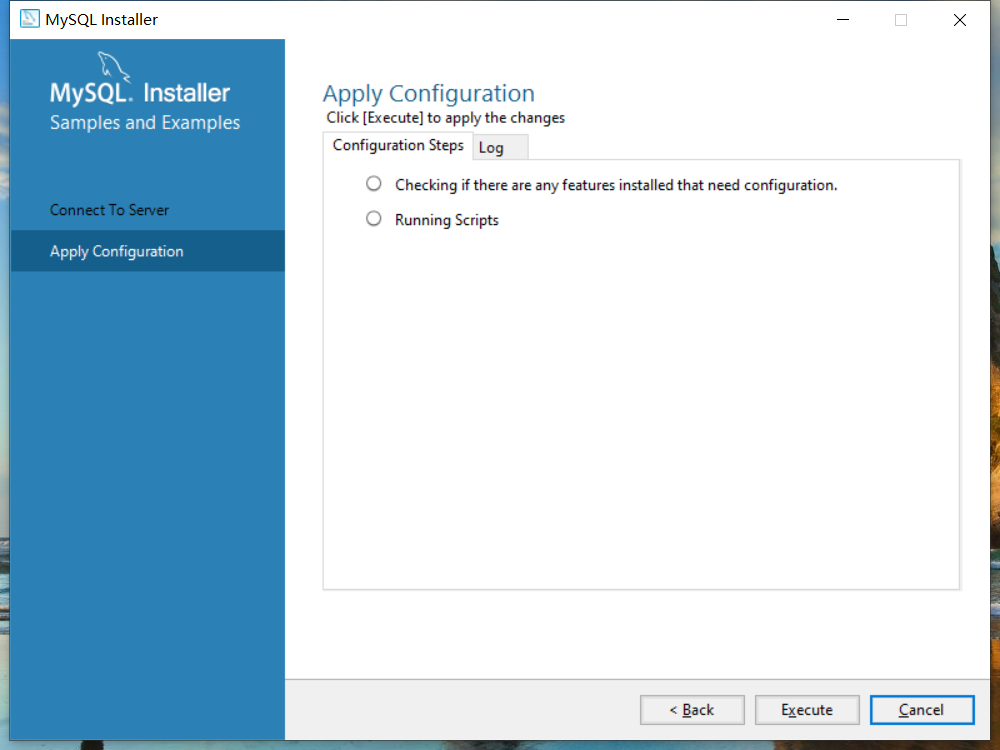 MySQL Installer
MySQL. Installer
Samples and Examples
Connect To Server
Apply Configuration
Apply Configuration
Click [Execute] to apply the changes
Configuration Steps
Log
Checking if there are any features installed that need configuration.
Running Scripts
< Back
Execute
Cancel